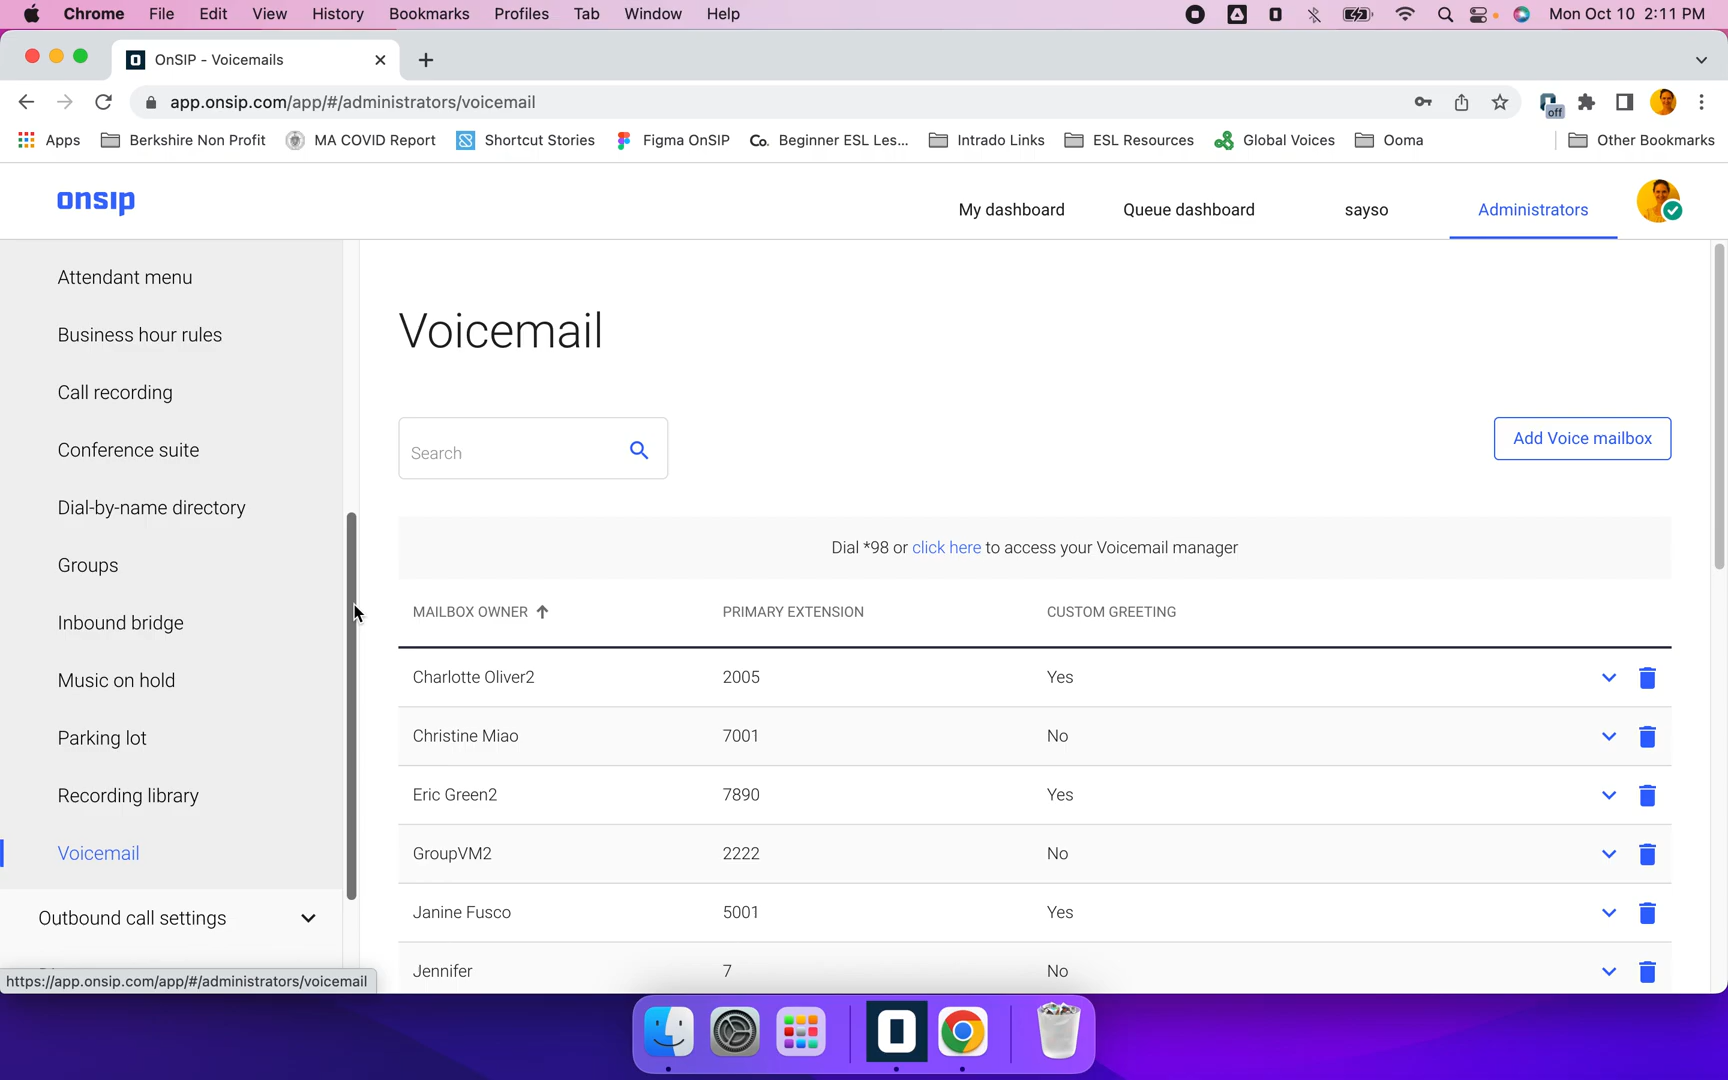 Chrome File Edit View History Bookmarks Profiles Tab Window Help Mon Oct 10 2:11 PM
OnSIP - Voicemails
app.onsip.com/app/#/administrators/voicemail off
Apps Berkshire Non Profit MA COVID Report Shortcut Stories Figma OnSIP Co. Beginner ESL Les... Intrado Links ESL Resources Global Voices Ooma Other Bookmarks
onsip My dashboard Queue dashboard sayso Administrators
Attendant menu
Business hour rules
Call recording
Conference suite
Dial-by-name directory
Groups
Inbound bridge
Music on hold
Parking lot
Recording library
Voicemail
Outbound call settings
https://app.onsip.com/app/#/administrators/voicemail
Voicemail
Search
Add Voice mailbox
Dial *98 or click here to access your Voicemail manager
MAILBOX OWNER PRIMARY EXTENSION CUSTOM GREETING
Charlotte Oliver2 2005 Yes
Christine Miao 7001 No
Eric Green2 7890 Yes
GroupVM2 2222 No
Janine Fusco 5001 Yes
Jennifer 7 No